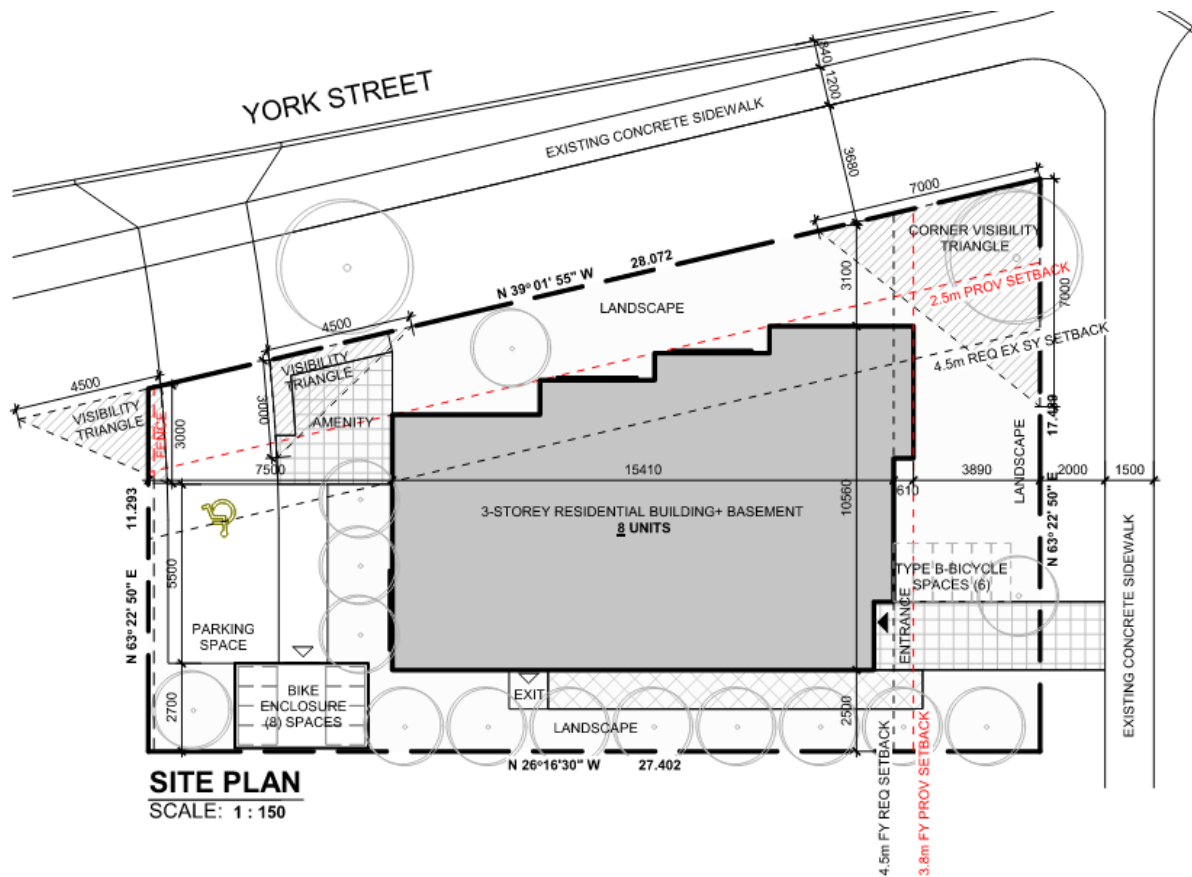 YORK STREET
840
1200
EXISTING CONCRETE SIDEWALK
3680
7000
CORNER VISIBILITY
TRIANGLE
28.072
N 39° 01' 55" W
3100
2.5m PROV SETBACK
7000
LANDSCAPE
4500
VISIBILITY
TRIANGLE
4.5m REQ EX SY SETBACK
4500
VISIBILITY
TRIANGLE
FENCE
3000
3000
AMENITY
17.489
LANDSCAPE
7500
15410
610
3890
2000
1500
11.293
10560
3-STOREY RESIDENTIAL BUILDING+ BASEMENT
8 UNITS
N 63° 22' 50" E
5500
TYPE B-BICYCLE
SPACES (6)
N 63° 22' 50" E
ENTRANCE
PARKING
SPACE
EXISTING CONCRETE SIDEWALK
2700
BIKE
ENCLOSURE
(8) SPACES
EXIT
2500
LANDSCAPE
N 26°16'30" W
27.402
SITE PLAN
SCALE: 1 : 150
4.5m FY REQ SETBACK
3.8m FY PROV SETBACK